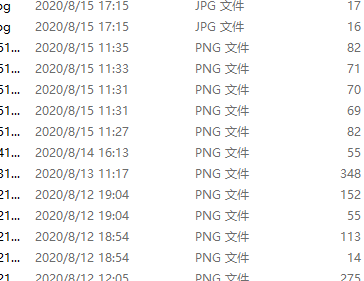 pg 2020/8/15 17:15 JPG 文件 17
pg 2020/8/15 17:15 JPG 文件 16
51... 2020/8/15 11:35 PNG 文件 82
51... 2020/8/15 11:33 PNG 文件 71
51... 2020/8/15 11:31 PNG 文件 70
51... 2020/8/15 11:31 PNG 文件 69
51... 2020/8/15 11:27 PNG 文件 82
41... 2020/8/14 16:13 PNG 文件 55
31... 2020/8/13 11:17 PNG 文件 348
21... 2020/8/12 19:04 PNG 文件 152
21... 2020/8/12 19:04 PNG 文件 55
21... 2020/8/12 18:54 PNG 文件 113
21... 2020/8/12 18:54 PNG 文件 14
21... 2020/8/12 12:05 PNG 文件 275